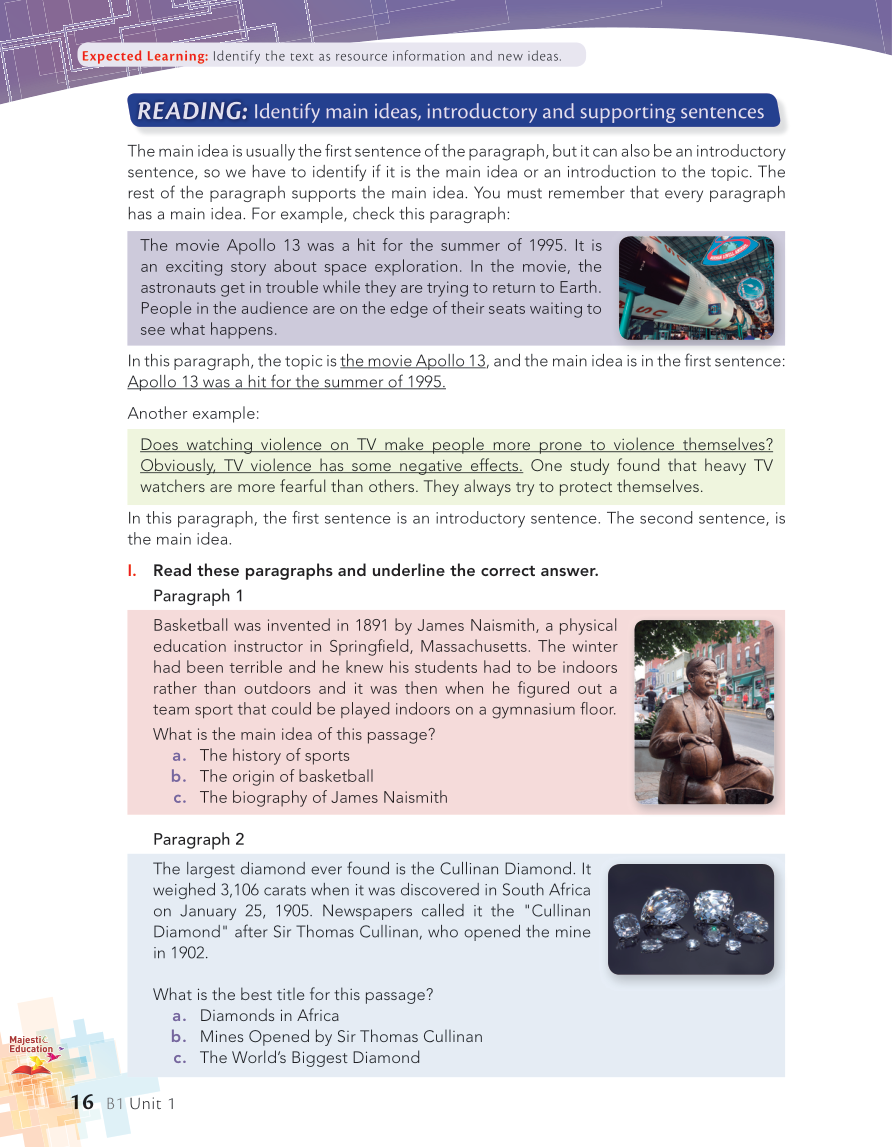 Expected Learning: Identify the text as resource information and new ideas.
READING: Identify main ideas, introductory and supporting sentences
The main idea is usually the first sentence of the paragraph, but it can also be an introductory
sentence, so we have to identify if it is the main idea or an introduction to the topic. The
rest of the paragraph supports the main idea. You must remember that every paragraph
has a main idea. For example, check this paragraph:
The movie Apollo 13 was a hit for the summer of 1995. It is
an exciting story about space exploration. In the movie, the
astronauts get in trouble while they are trying to return to Earth.
People in the audience are on the edge of their seats waiting to
see what happens.
In this paragraph, the topic is the movie Apollo 13, and the main idea is in the first sentence:
Apollo 13 was a hit for the summer of 1995.
Another example:
Does watching violence on TV make people more prone to violence themselves?
Obviously, TV violence has some negative effects. One study found that heavy TV
watchers are more fearful than others. They always try to protect themselves.
In this paragraph, the first sentence is an introductory sentence. The second sentence, is
the main idea.
I. Read these paragraphs and underline the correct answer.
Paragraph 1
Basketball was invented in 1891 by James Naismith, a physical
education instructor in Springfield, Massachusetts. The winter
had been terrible and he knew his students had to be indoors
rather than outdoors and it was then when he figured out a
team sport that could be played indoors on a gymnasium floor.
What is the main idea of this passage?
a. The history of sports
b. The origin of basketball
c. The biography of James Naismith
Paragraph 2
The largest diamond ever found is the Cullinan Diamond. It
weighed 3,106 carats when it was discovered in South Africa
on January 25, 1905. Newspapers called it the "Cullinan
Diamond" after Sir Thomas Cullinan, who opened the mine
in 1902.
What is the best title for this passage?
a. Diamonds in Africa
b. Mines Opened by Sir Thomas Cullinan
c. The World's Biggest Diamond
Majestic
Education
16 B1 Unit 1